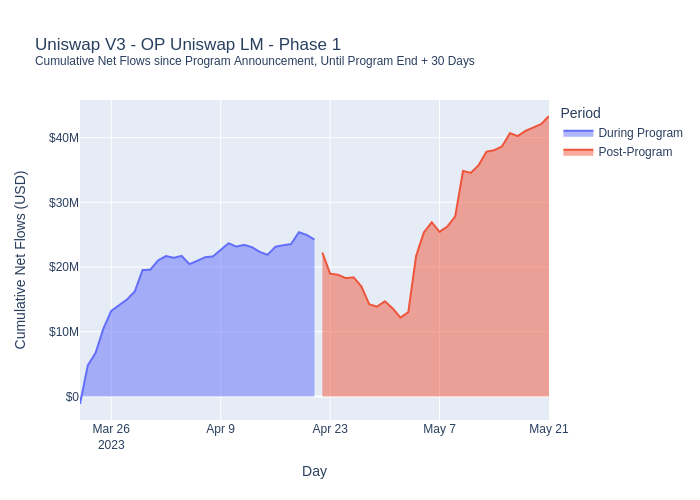 Uniswap V3 - OP Uniswap LM - Phase 1
Cumulative Net Flows since Program Announcement, Until Program End + 30 Days
Period
During Program
Post-Program
Cumulative Net Flows (USD)
$40M
$30M
$20M
$10M
$0
Mar 26
2023
Apr 9
Apr 23
May 7
May 21
Day